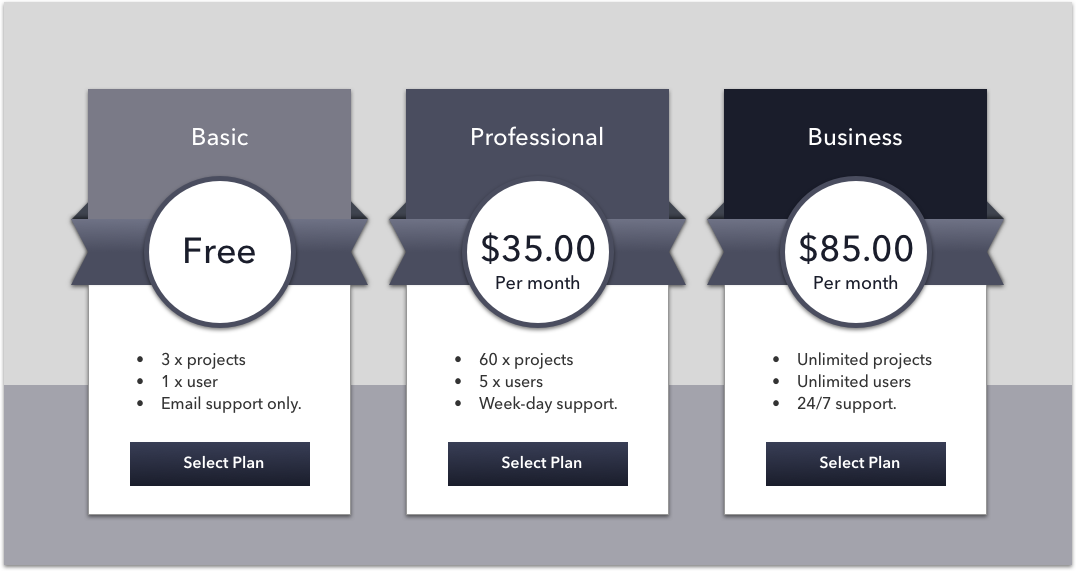 Basic
Free
• 3 x projects
• 1 x user
• Email support only.
Select Plan
Professional
$35.00
Per month
• 60 x projects
• 5 x users
• Week-day support.
Select Plan
Business
$85.00
Per month
• Unlimited projects
• Unlimited users
• 24/7 support.
Select Plan